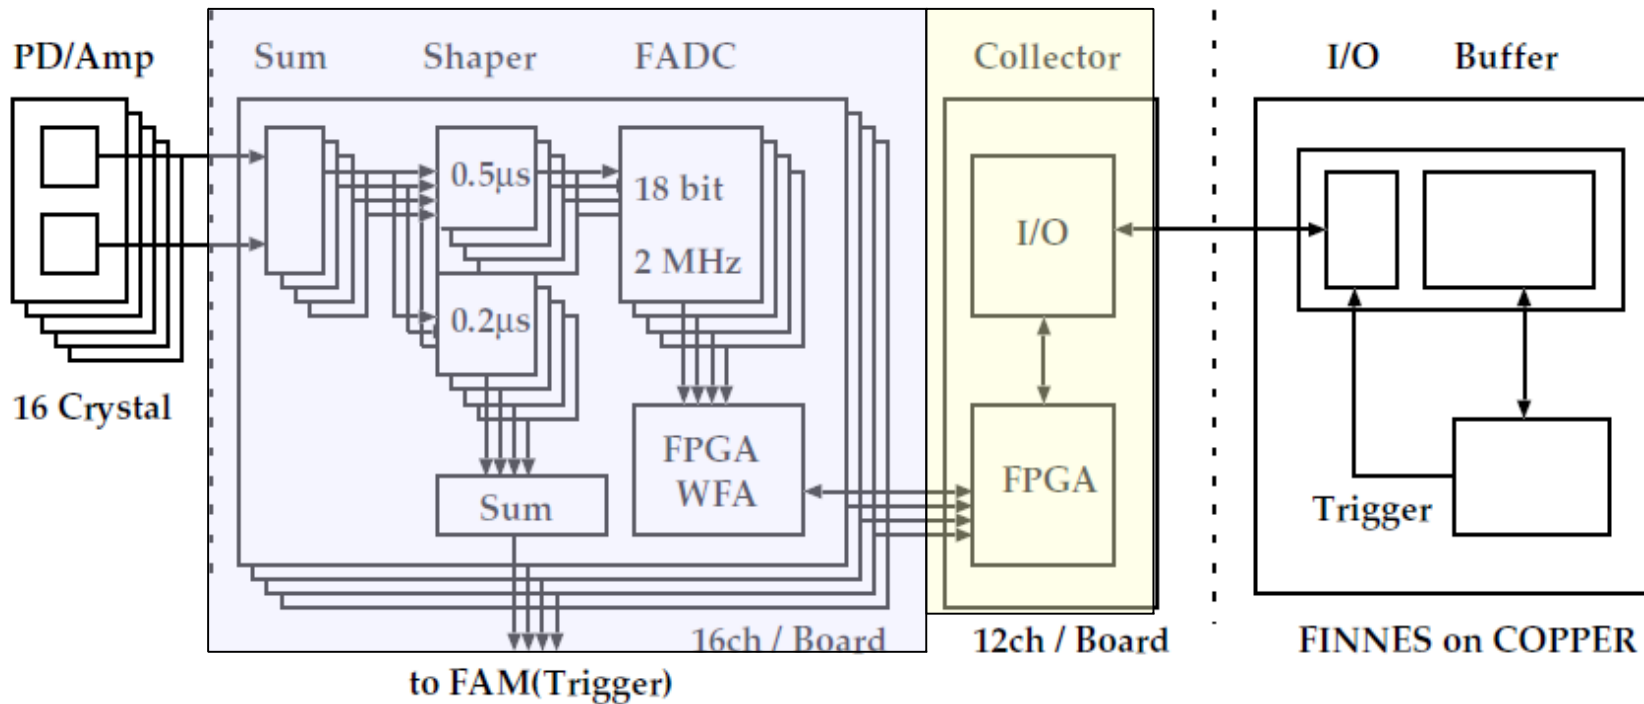 PD/Amp
Sum
Shaper
FADC
Collector
I/O
Buffer
0.5μs
18 bit
2 MHz
I/O
0.2μs
16 Crystal
FPGA
WFA
FPGA
Sum
Trigger
16ch / Board
12ch / Board
FINNES on COPPER
to FAM(Trigger)